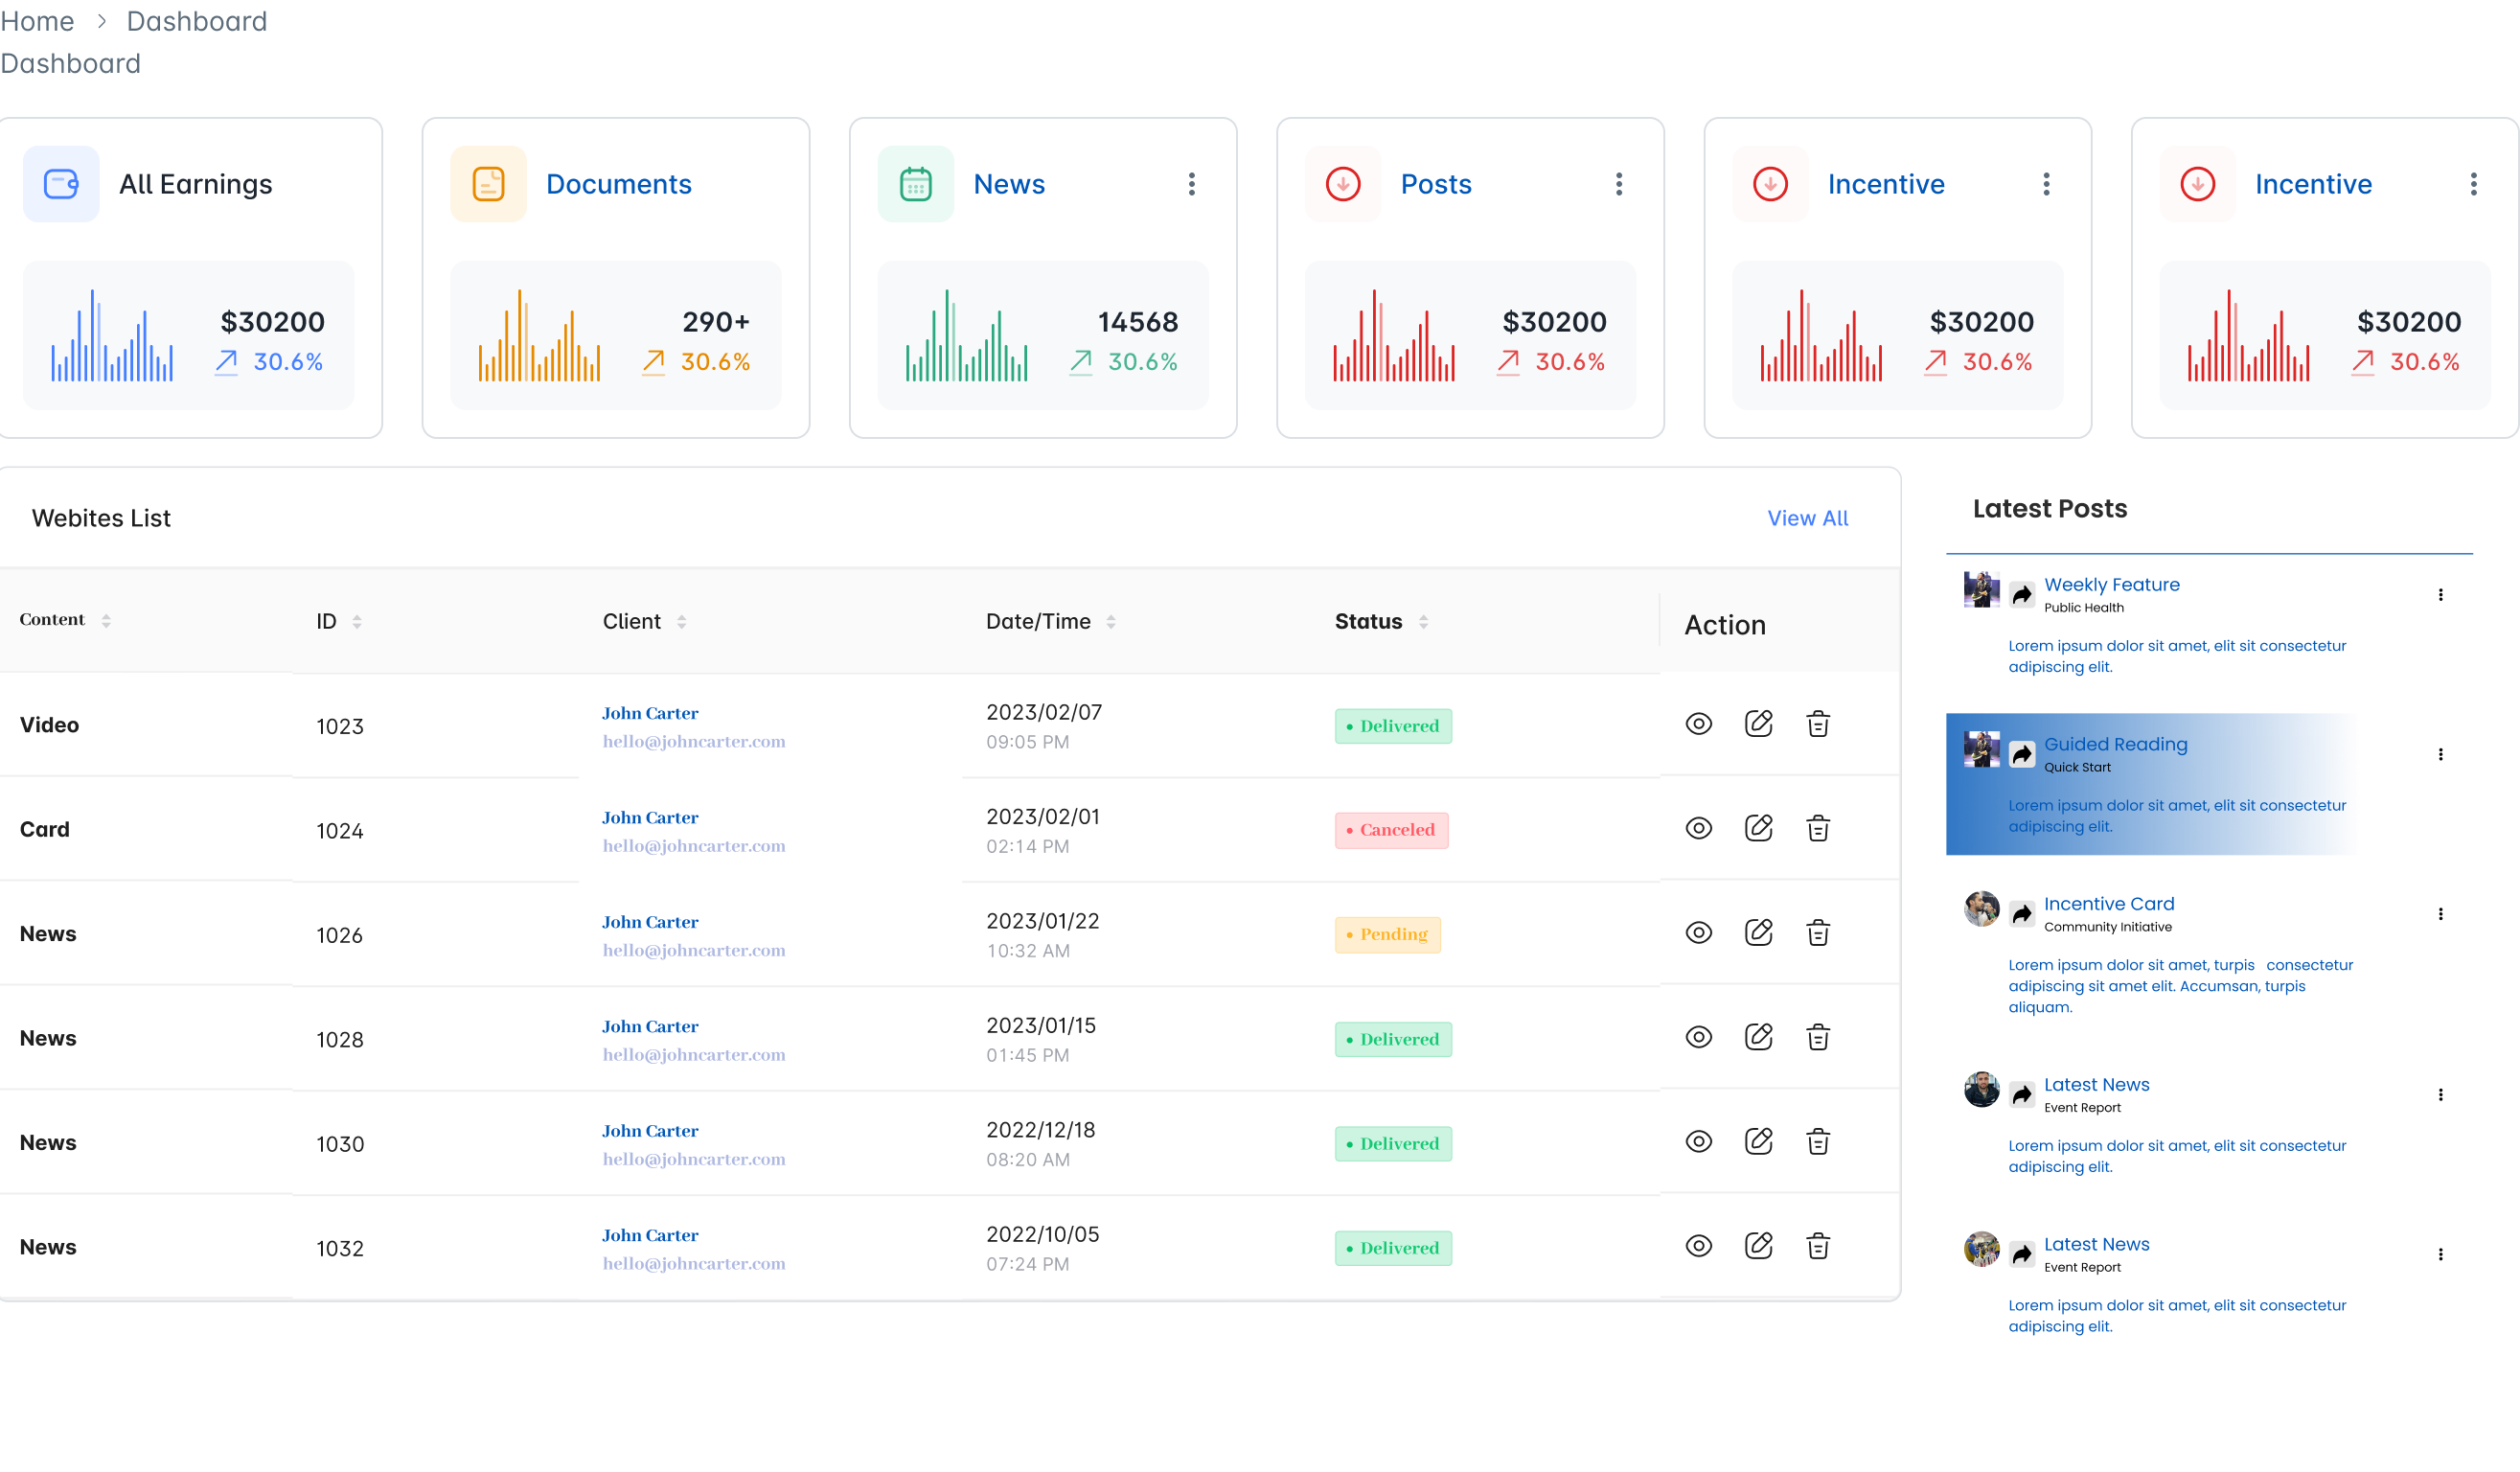 Home > Dashboard
Dashboard
All Earnings
$30200
30.6%
Documents
290+
30.6%
News
14568
30.6%
Posts
$30200
30.6%
Incentive
$30200
30.6%
Incentive
$30200
30.6%
Webites List
View All
Content ID Client Date/Time Status Action
Video 1023 John Carter 2023/02/07 Delivered
hello@johncarter.com 09:05 PM
Card 1024 John Carter 2023/02/01 Canceled
hello@johncarter.com 02:14 PM
News 1026 John Carter 2023/01/22 Pending
hello@johncarter.com 10:32 AM
News 1028 John Carter 2023/01/15 Delivered
hello@johncarter.com 01:45 PM
News 1030 John Carter 2022/12/18 Delivered
hello@johncarter.com 08:20 AM
News 1032 John Carter 2022/10/05 Delivered
hello@johncarter.com 07:24 PM
Latest Posts
Weekly Feature
Public Health
Lorem ipsum dolor sit amet, elit sit consectetur
adipiscing elit.
Guided Reading
Quick Start
Lorem ipsum dolor sit amet, elit sit consectetur
adipiscing elit.
Incentive Card
Community Initiative
Lorem ipsum dolor sit amet, turpis consectetur
adipiscing sit amet elit. Accumsan, turpis
aliquam.
Latest News
Event Report
Lorem ipsum dolor sit amet, elit sit consectetur
adipiscing elit.
Latest News
Event Report
Lorem ipsum dolor sit amet, elit sit consectetur
adipiscing elit.